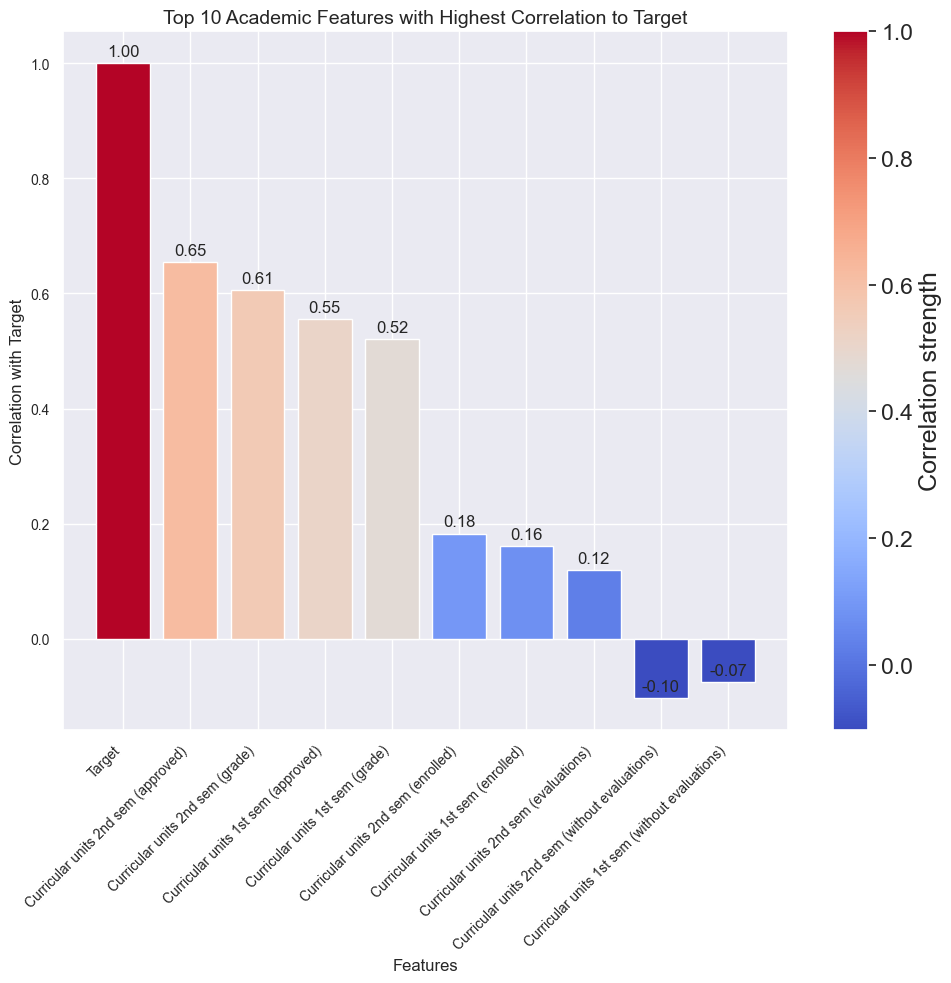 Top 10 Academic Features with Highest Correlation to Target
Correlation with Target
1.0
0.8
0.6
0.4
0.2
0.0
1.00
0.65
0.61
0.55
0.52
0.18
0.16
0.12
-0.10
-0.07
Target
Curricular units 2nd sem (approved)
Curricular units 2nd sem (grade)
Curricular units 1st sem (approved)
Curricular units 1st sem (grade)
Curricular units 2nd sem (enrolled)
Curricular units 1st sem (enrolled)
Curricular units 2nd sem (evaluations)
Curricular units 2nd sem (without evaluations)
Curricular units 1st sem (without evaluations)
Features
1.0
0.8
0.6
0.4
0.2
0.0
Correlation strength